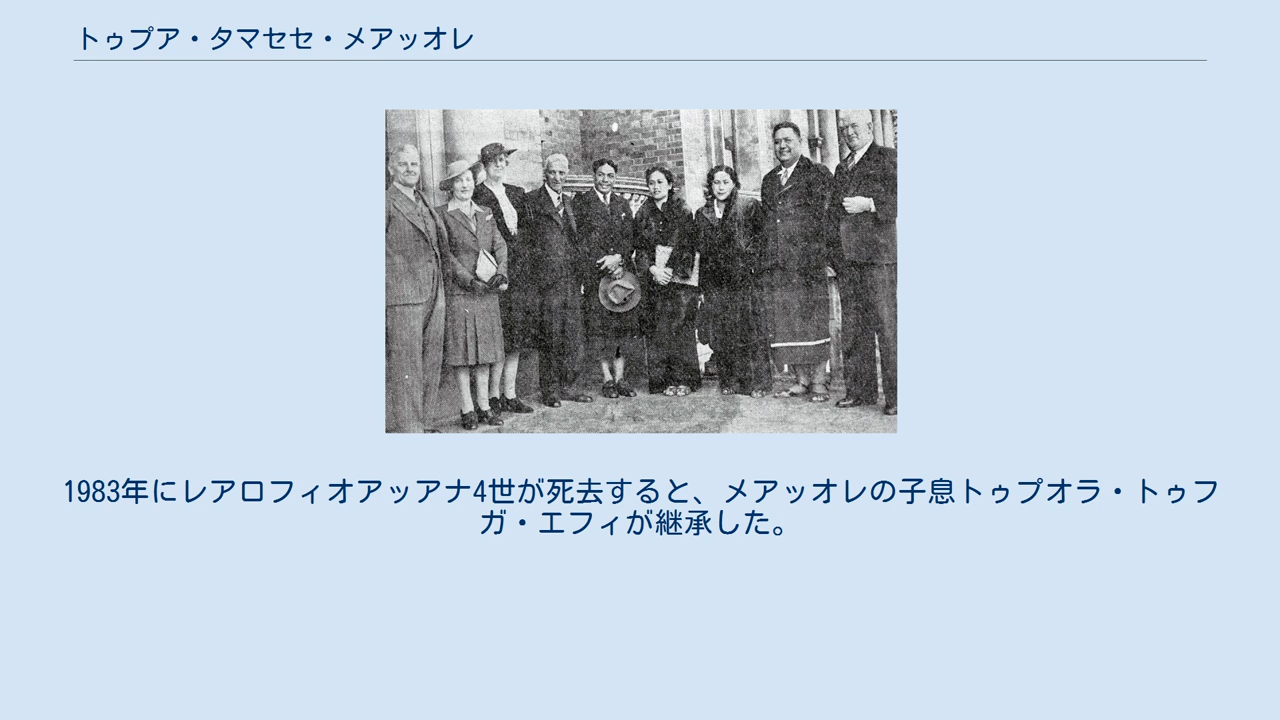 トゥプア・タマセセ・メアッオレ
1983年にレアロフィオアッアナ4世が死去すると、メアッオレの子息トゥプオラ・トゥフ
ガ・エフィが継承した。